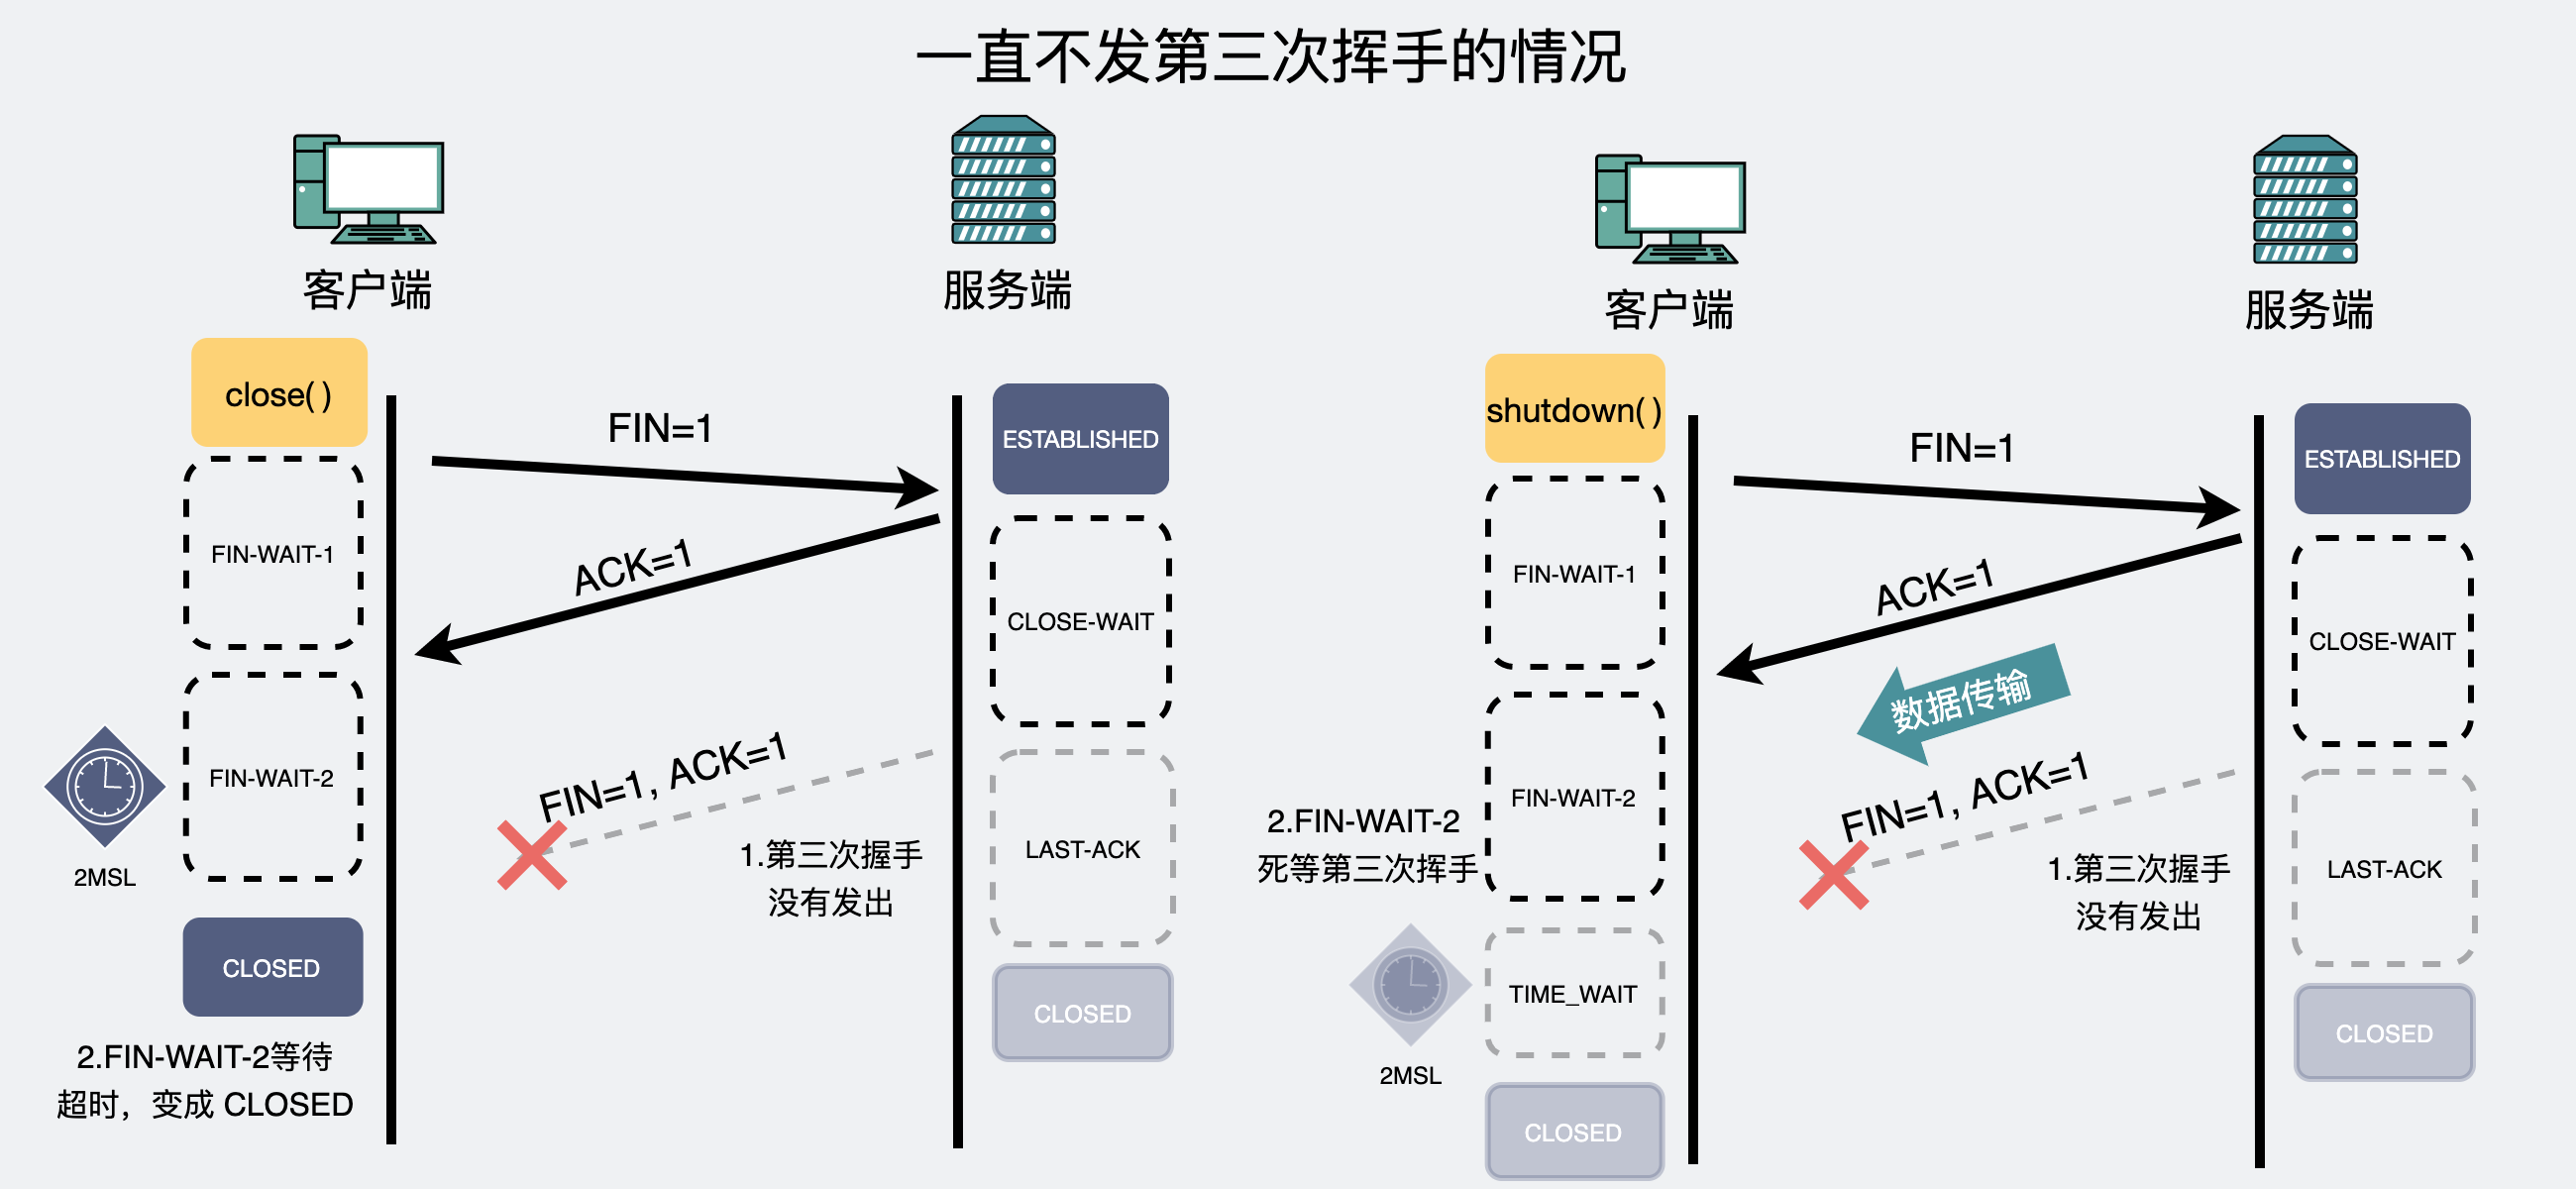 一直不发第三次挥手的情况
客户端
服务端
close( )
FIN=1
ESTABLISHED
FIN-WAIT-1
ACK=1
CLOSE-WAIT
FIN-WAIT-2
2MSL
FIN=1, ACK=1
1.第三次握手
没有发出
LAST-ACK
CLOSED
CLOSED
2.FIN-WAIT-2等待
超时，变成 CLOSED
客户端
服务端
shutdown( )
FIN=1
ESTABLISHED
FIN-WAIT-1
ACK=1
CLOSE-WAIT
数据传输
FIN-WAIT-2
2.FIN-WAIT-2
死等第三次挥手
FIN=1, ACK=1
1.第三次握手
没有发出
LAST-ACK
TIME_WAIT
2MSL
CLOSED
CLOSED